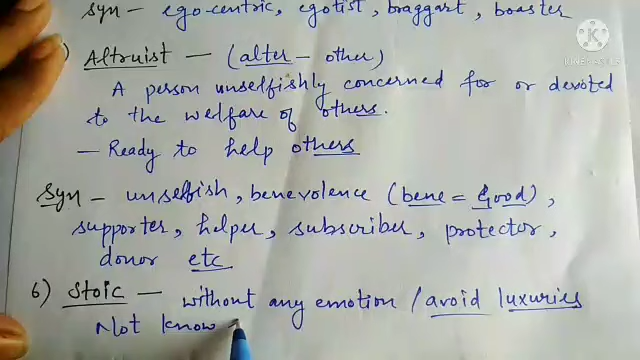 Syn - ego-centric, egotist, braggart, boaster
) Altruist — (alter - other)
A person unselfishly concerned for or devoted
to the welfare of others.
— Ready to help others
Syn - unselfish, benevolence (bene = Good),
supporter, helper, subscriber, protector,
donor etc
6) Stoic — without any emotion / avoid luxuries
Not know
KINEMASTER